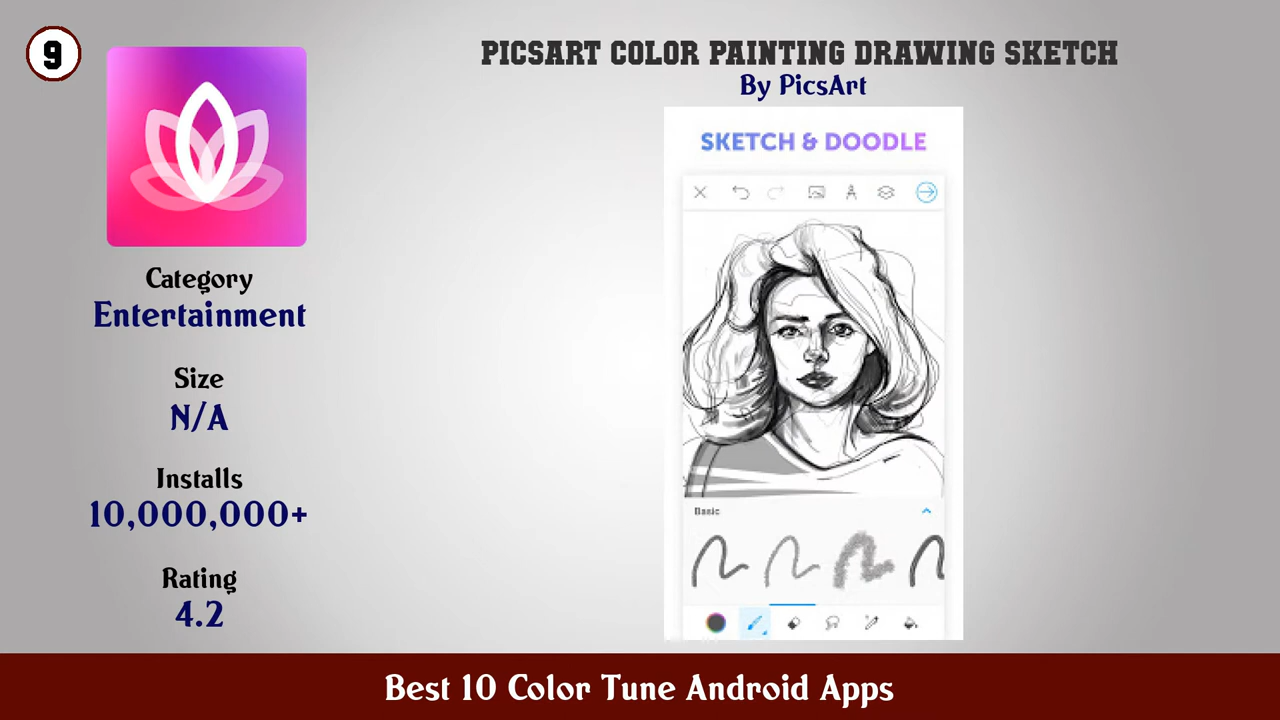 9
PICSART COLOR PAINTING DRAWING SKETCH
By PicsArt
Category
Entertainment
Size
N/A
Installs
10,000,000+
Rating
4.2
SKETCH & DOODLE
Basic
Best 10 Color Tune Android Apps